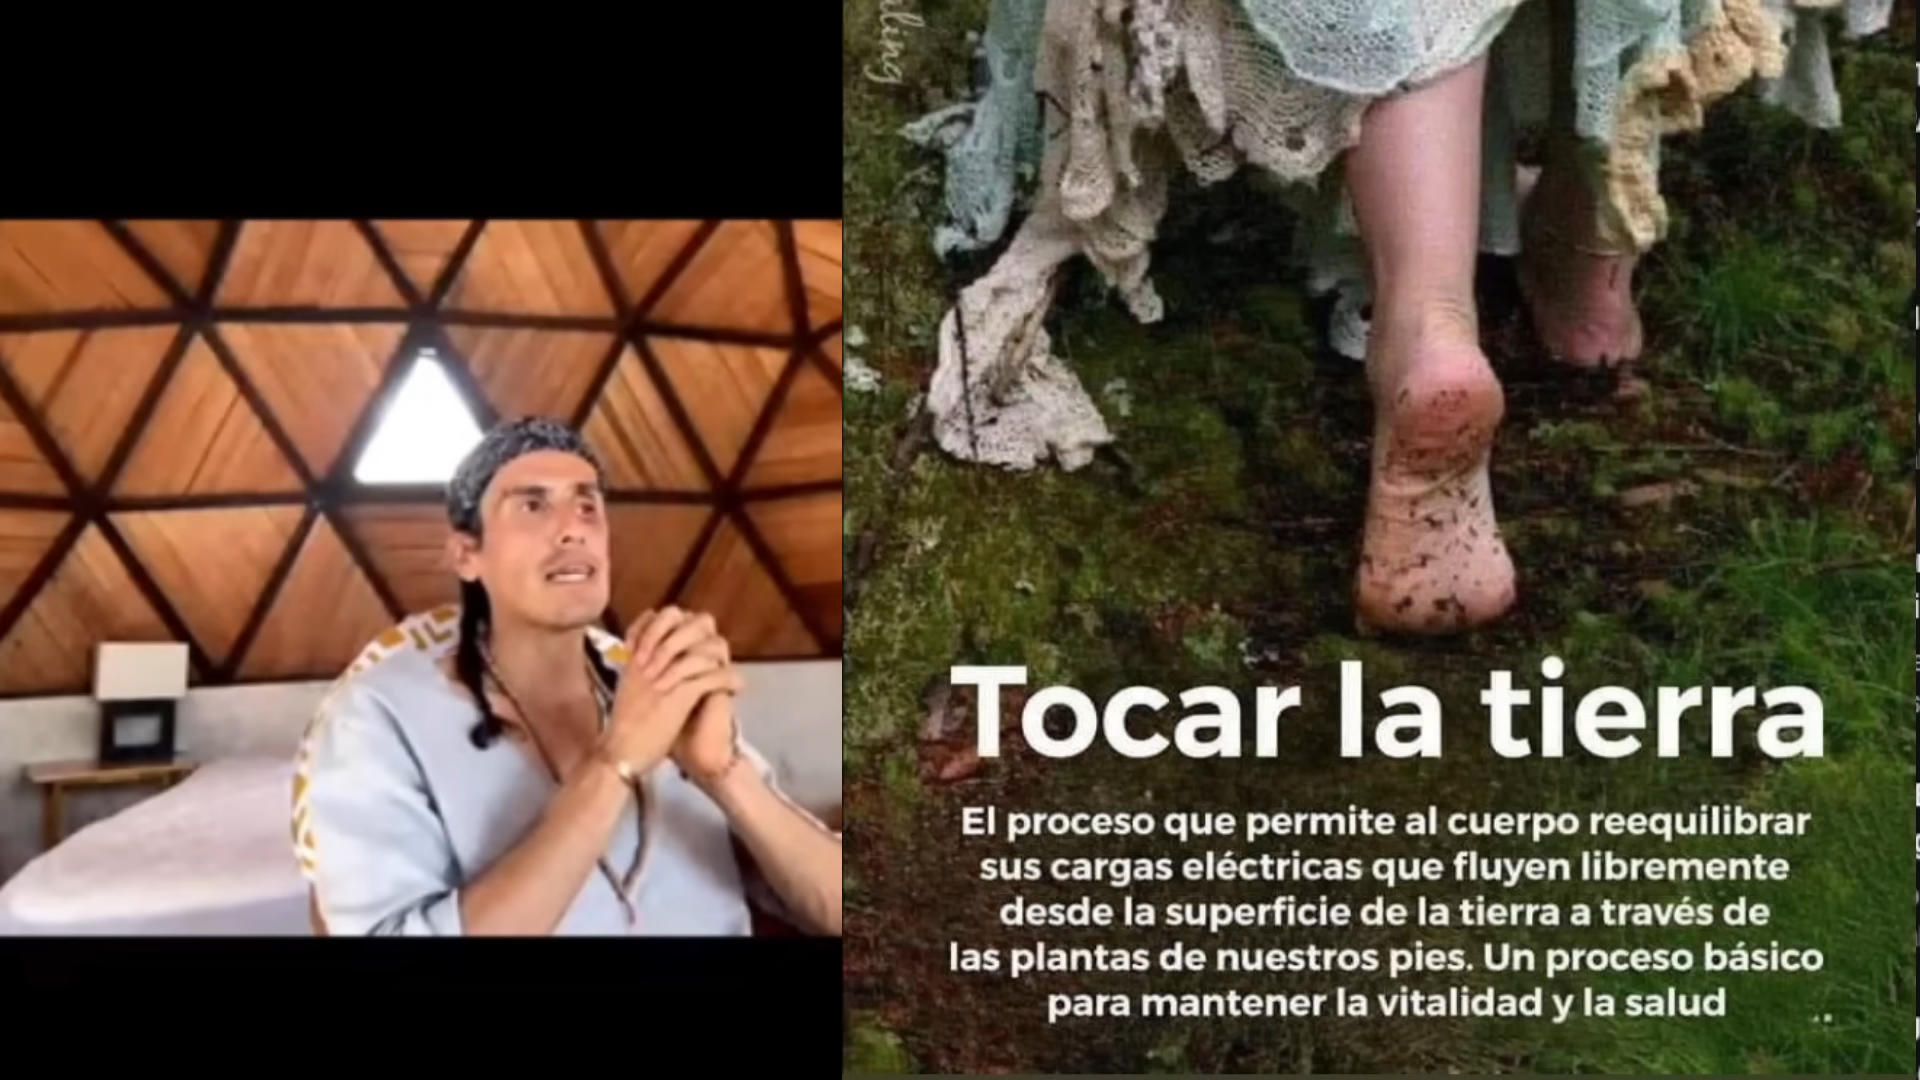 Tocar la tierra
El proceso que permite al cuerpo reequilibrar
sus cargas eléctricas que fluyen libremente
desde la superficie de la tierra a través de
las plantas de nuestros pies. Un proceso básico
para mantener la vitalidad y la salud